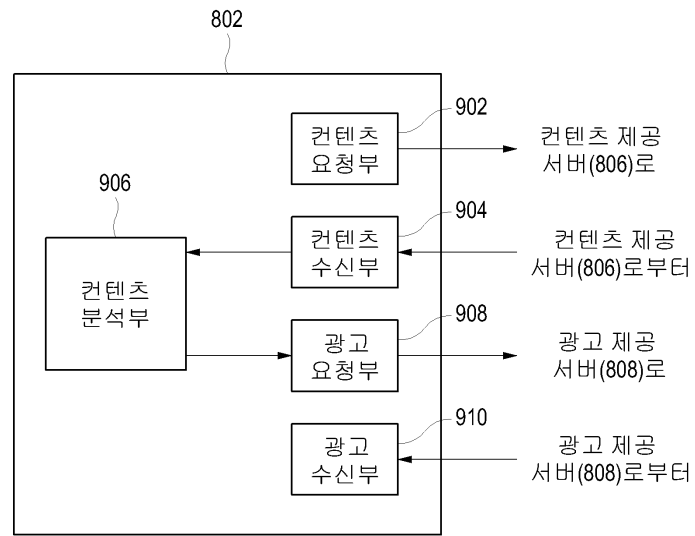 802
902
컨텐츠
요청부
컨텐츠 제공
서버(806)로
906
904
컨텐츠
분석부
컨텐츠
수신부
컨텐츠 제공
서버(806)로부터
908
광고
요청부
광고 제공
서버(808)로
910
광고
수신부
광고 제공
서버(808)로부터